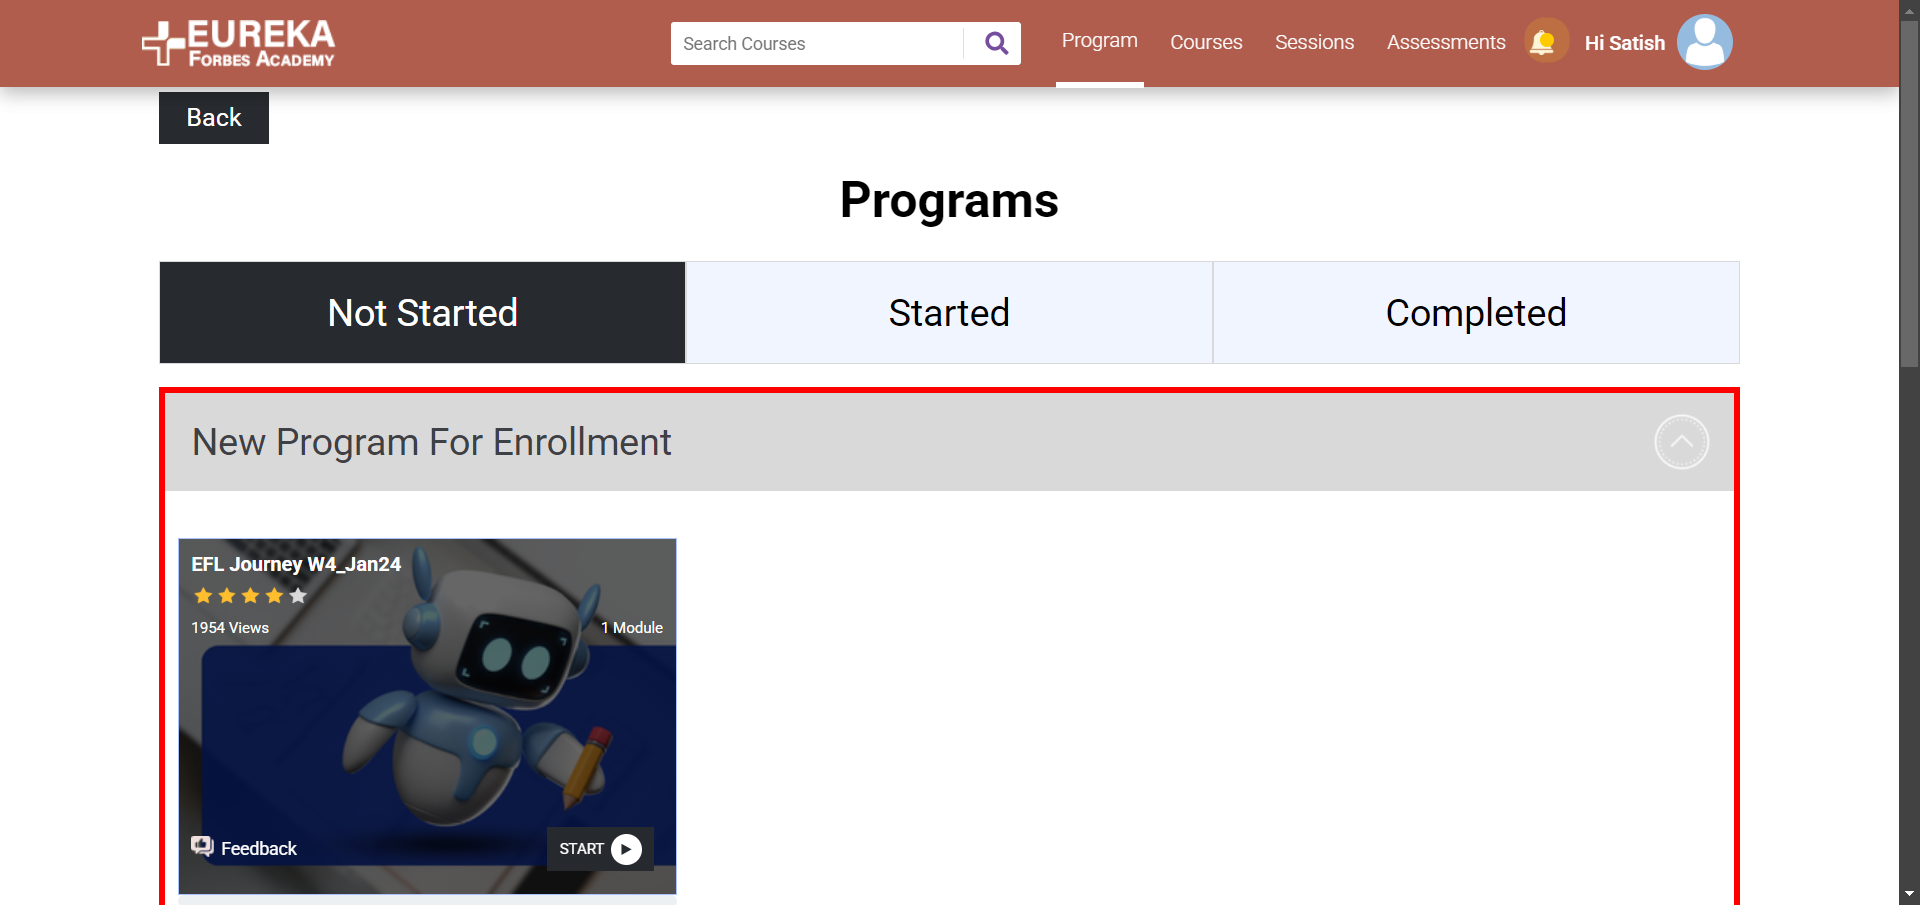 EUREKA
FORBES ACADEMY
Search Courses
Program
Courses
Sessions
Assessments
Hi Satish
Back
Programs
Not Started
Started
Completed
New Program For Enrollment
EFL Journey W4_Jan24
1954 Views
1 Module
Feedback
START